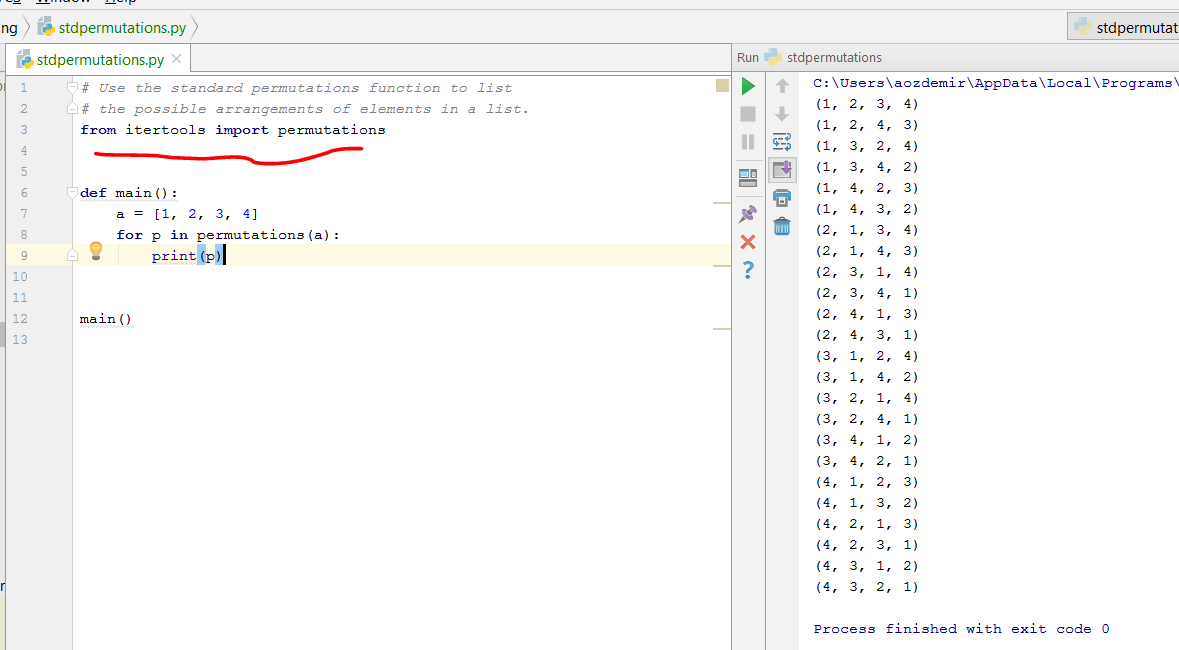 Window Help
ng stdpermutations.py stdpermutat
stdpermutations.py
Run stdpermutations
1 # Use the standard permutations function to list
2 # the possible arrangements of elements in a list.
3 from itertools import permutations
4
5
6 def main():
7 a = [1, 2, 3, 4]
8 for p in permutations(a):
9 print(p)
10
11
12 main()
13
C:\Users\aozdemir\AppData\Local\Programs\
(1, 2, 3, 4)
(1, 2, 4, 3)
(1, 3, 2, 4)
(1, 3, 4, 2)
(1, 4, 2, 3)
(1, 4, 3, 2)
(2, 1, 3, 4)
(2, 1, 4, 3)
(2, 3, 1, 4)
(2, 3, 4, 1)
(2, 4, 1, 3)
(2, 4, 3, 1)
(3, 1, 2, 4)
(3, 1, 4, 2)
(3, 2, 1, 4)
(3, 2, 4, 1)
(3, 4, 1, 2)
(3, 4, 2, 1)
(4, 1, 2, 3)
(4, 1, 3, 2)
(4, 2, 1, 3)
(4, 2, 3, 1)
(4, 3, 1, 2)
(4, 3, 2, 1)
Process finished with exit code 0